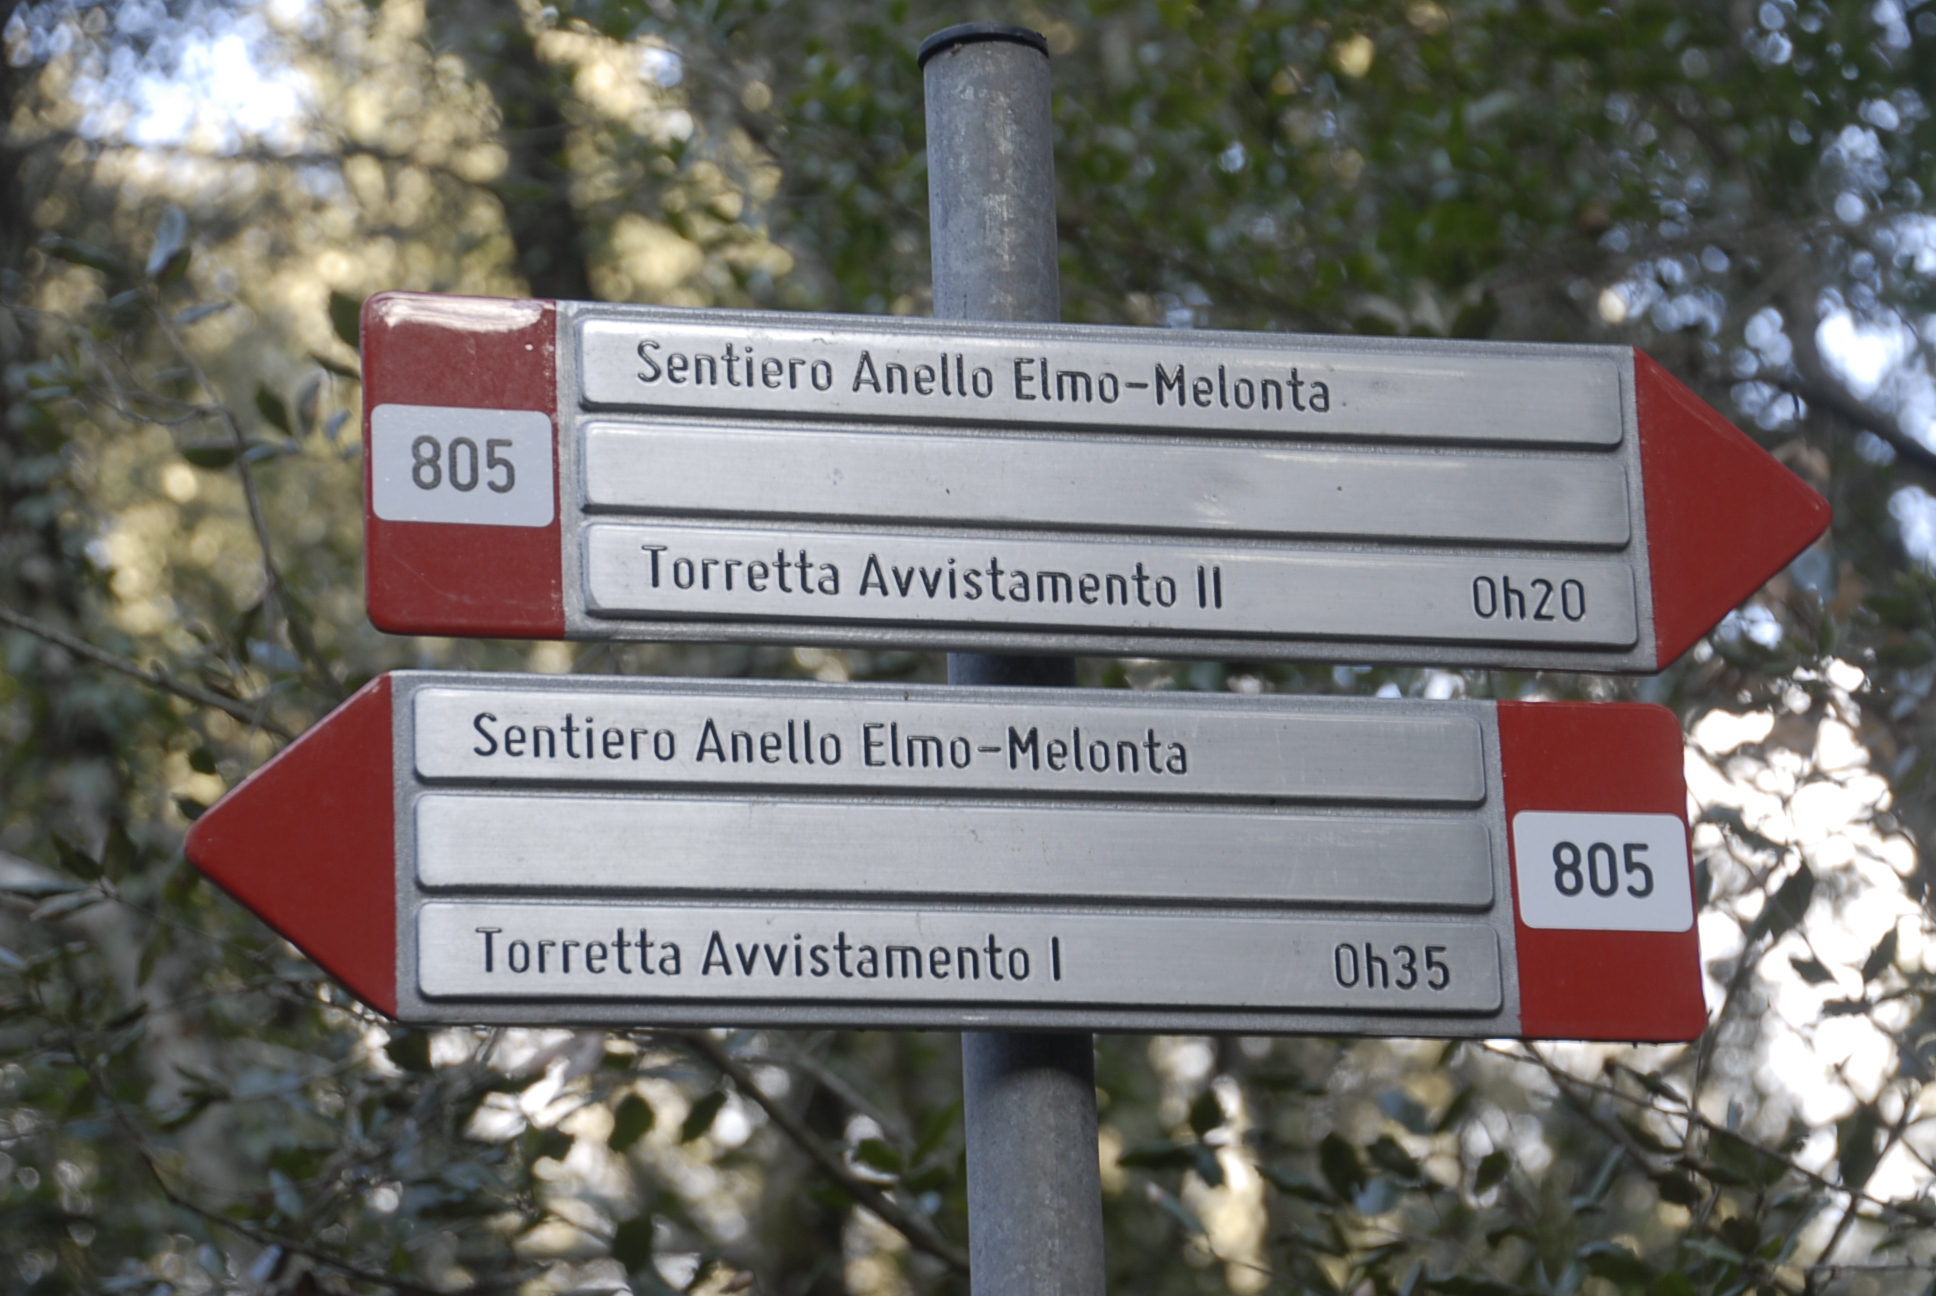 Sentiero Anello Elmo-Melonta
805
Torretta Avvistamento II 0h20
Sentiero Anello Elmo-Melonta
805
Torretta Avvistamento I 0h35